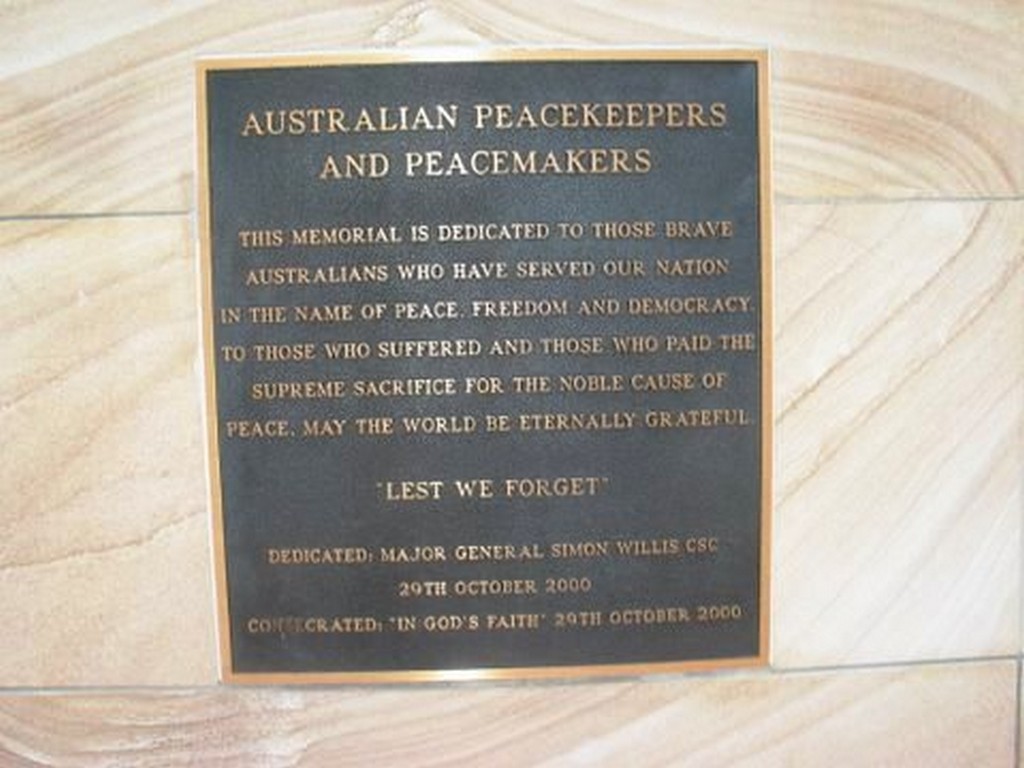 AUSTRALIAN PEACEKEEPERS
AND PEACEMAKERS
THIS MEMORIAL IS DEDICATED TO THOSE BRAVE
AUSTRALIANS WHO HAVE SERVED OUR NATION
IN THE NAME OF PEACE, FREEDOM AND DEMOCRACY.
TO THOSE WHO SUFFERED AND THOSE WHO PAID THE
SUPREME SACRIFICE FOR THE NOBLE CAUSE OF
PEACE, MAY THE WORLD BE ETERNALLY GRATEFUL.
"LEST WE FORGET"
DEDICATED: MAJOR GENERAL SIMON WILLIS CSC
29TH OCTOBER 2000
CONSECRATED: "IN GOD'S FAITH" 29TH OCTOBER 2000